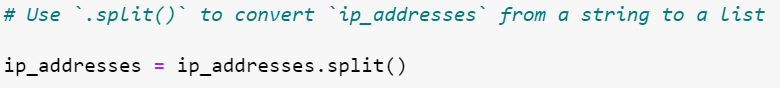 # Use `.split()` to convert `ip_addresses` from a string to a list
ip_addresses = ip_addresses.split()